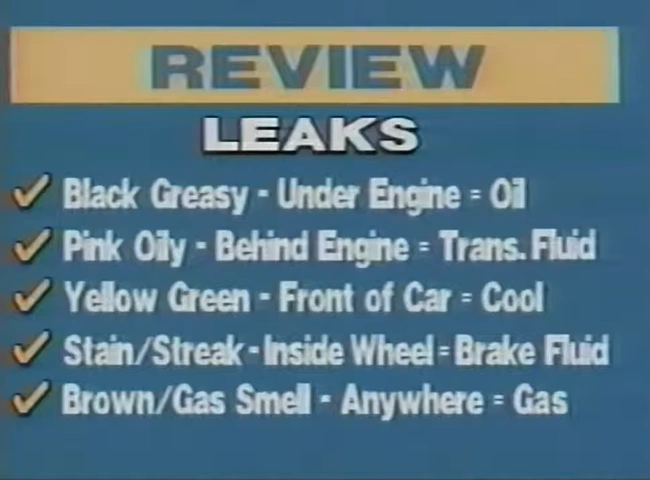 REVIEW
LEAKS
Black Greasy - Under Engine = Oil
Pink Oily - Behind Engine = Trans. Fluid
Yellow Green - Front of Car = Cool
Stain/Streak - Inside Wheel = Brake Fluid
Brown/Gas Smell - Anywhere = Gas